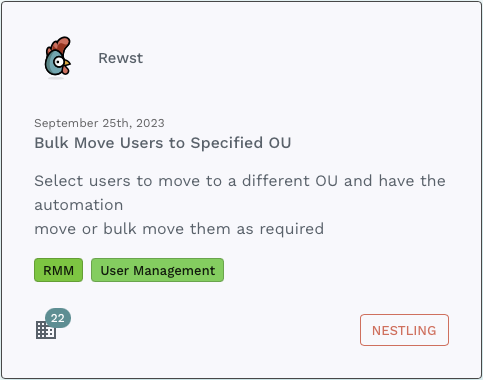 Rewst
September 25th, 2023
Bulk Move Users to Specified OU
Select users to move to a different OU and have the
automation
move or bulk move them as required
RMM User Management
22
NESTLING